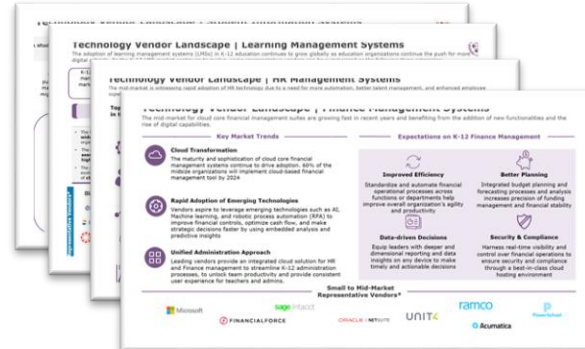 Technology Vendor Landscape | Student Information Systems
Technology Vendor Landscape | Learning Management Systems
The adoption of learning management systems (LMSs) in K-12 education continues to grow globally as education organizations continue the push for more
digital
Technology Vendor Landscape | HR Management Systems
The mid-market is witnessing rapid adoption of HR technology due to a need for more automation, better talent management, and enhanced employee
Technology Vendor Landscape | Finance Management Systems
The mid-market for cloud financial management suites are growing fast in recent years and benefiting from the addition of new functionalities and the
rise of digital capabilities.
Key Market Trends
Cloud Transformation
The maturity and sophistication of cloud core financial
management systems continue to drive adoption. 60% of the
midsize organizations will implement cloud-based financial
management tool by 2024
Rapid Adoption of Emerging Technologies
Vendors aspire to leverage emerging technologies such as AI,
Machine learning, and robotic process automation (RPA) to
improve financial controls, optimize cash-flow, and make
strategic decisions faster by using embedded analysis and
predictive insights
Unified Administration Approach
Leading vendors provide an integrated cloud solution for HR
and finance management to streamline K-12 administration
processes, to unlock team productivity and provide consistent
user experience for teachers and admins.
Expectations on K-12 Finance Management
Improved Efficiency
Standardize and automate financial
operational processes across
functions or departments help
improve overall organization's agility
and productivity
Better Planning
Integrated budget planning and
forecasting processes and analysis
increases precision of funding
management and financial stability
Data-driven Decisions
Equip leaders with deeper and
dimensional reporting and data
insights on any device to make
timely and actionable decisions
Security & Compliance
Harness real-time visibility and
control over financial operations to
ensure security and compliance
through a best-in-class cloud
hosting environment
Small to Mid-Market
Representative Vendors*
Microsoft
sage Intacct
FINANCIALFORCE
ORACLE NETSUITE
UNIT4
ramco
Acumatica
PowerSchool